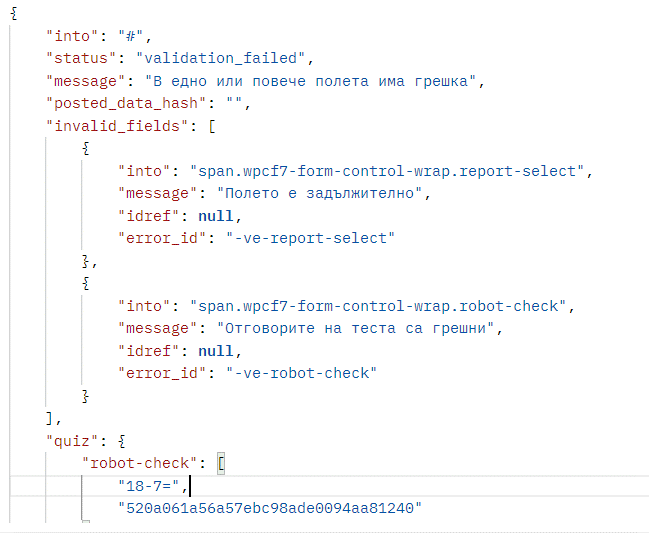 {
"into": "#",
"status": "validation_failed",
"message": "В едно или повече полета има грешка",
"posted_data_hash": "",
"invalid_fields": [
{
"into": "span.wpcf7-form-control-wrap.report-select",
"message": "Полето е задължително",
"idref": null,
"error_id": "-ve-report-select"
},
{
"into": "span.wpcf7-form-control-wrap.robot-check",
"message": "Отговорите на теста са грешни",
"idref": null,
"error_id": "-ve-robot-check"
}
],
"quiz": {
"robot-check": [
"18-7=",
"520a061a56a57ebc98ade0094aa81240"